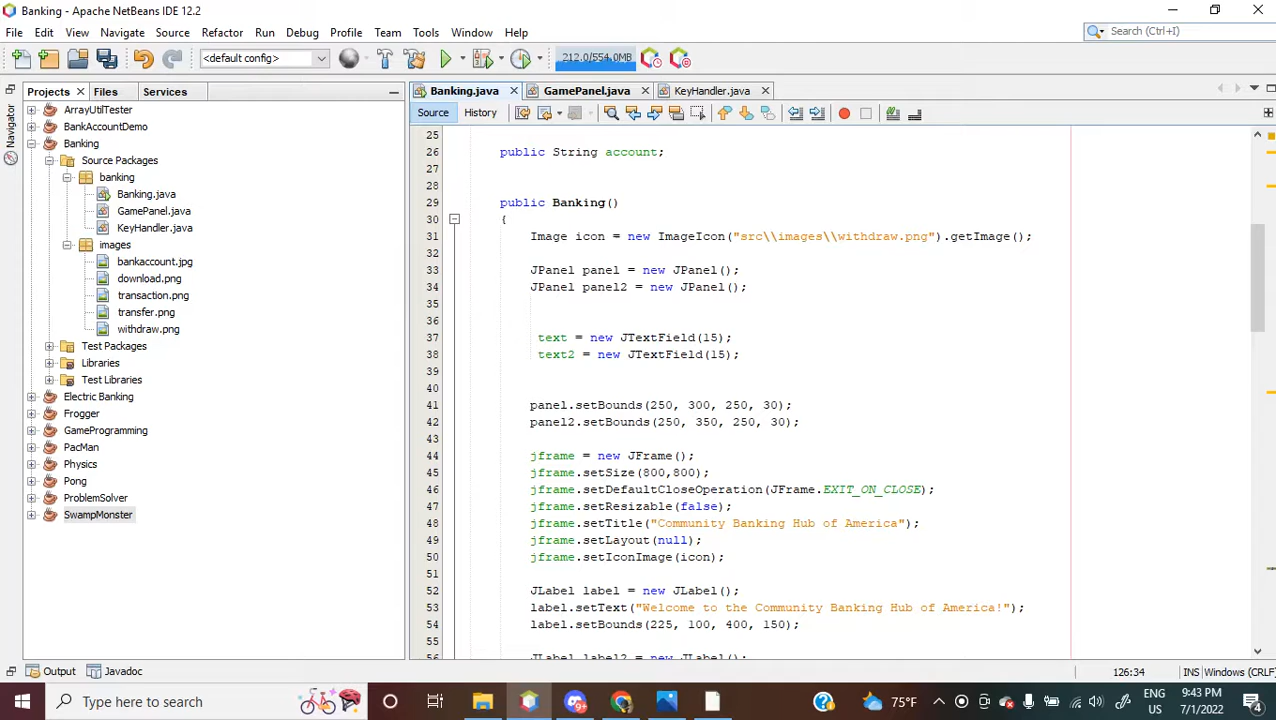 Banking - Apache NetBeans IDE 12.2
File Edit View Navigate Source Refactor Run Debug Profile Team Tools Window Help
Search (Ctrl+I)
<default config>
212.0/554.0MB
Projects Files Services
Banking.java GamePanel.java KeyHandler.java
Source History
Navigator
ArrayUtilTester
BankAccountDemo
Banking
Source Packages
banking
Banking.java
GamePanel.java
KeyHandler.java
images
bankaccount.jpg
download.png
transaction.png
transfer.png
withdraw.png
Test Packages
Libraries
Test Libraries
Electric Banking
Frogger
GameProgramming
PacMan
Physics
Pong
ProblemSolver
SwampMonster
25
26 public String account;
27
28
29 public Banking()
30 {
31 Image icon = new ImageIcon("src\\images\\withdraw.png").getImage();
32
33 JPanel panel = new JPanel();
34 JPanel panel2 = new JPanel();
35
36
37 text = new JTextField(15);
38 text2 = new JTextField(15);
39
40
41 panel.setBounds(250, 300, 250, 30);
42 panel2.setBounds(250, 350, 250, 30);
43
44 jframe = new JFrame();
45 jframe.setSize(800,800);
46 jframe.setDefaultCloseOperation(JFrame.EXIT_ON_CLOSE);
47 jframe.setResizable(false);
48 jframe.setTitle("Community Banking Hub of America");
49 jframe.setLayout(null);
50 jframe.setIconImage(icon);
51
52 JLabel label = new JLabel();
53 label.setText("Welcome to the Community Banking Hub of America!");
54 label.setBounds(225, 100, 400, 150);
55
56 JLabel label2 = new JLabel();
Output Javadoc
126:34 INS Windows (CRLF
Type here to search
75°F
ENG
US
9:43 PM
7/1/2022
4